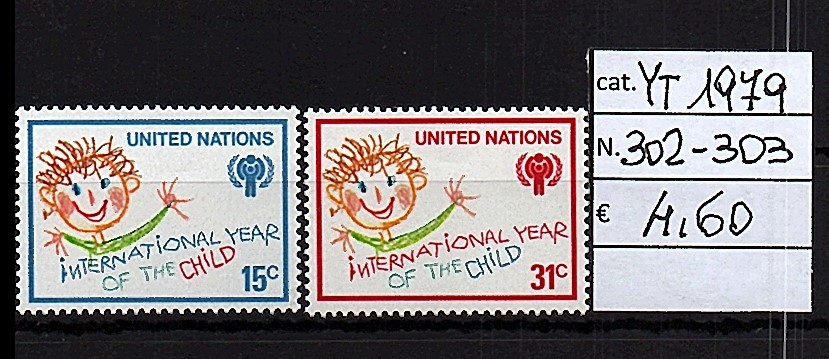 UNITED NATIONS
INTERNATIONAL YEAR
OF THE CHILD
15c
UNITED NATIONS
INTERNATIONAL YEAR
OF THE CHILD
31c
cat. YT 1979
N. 302-303
€ 4,60